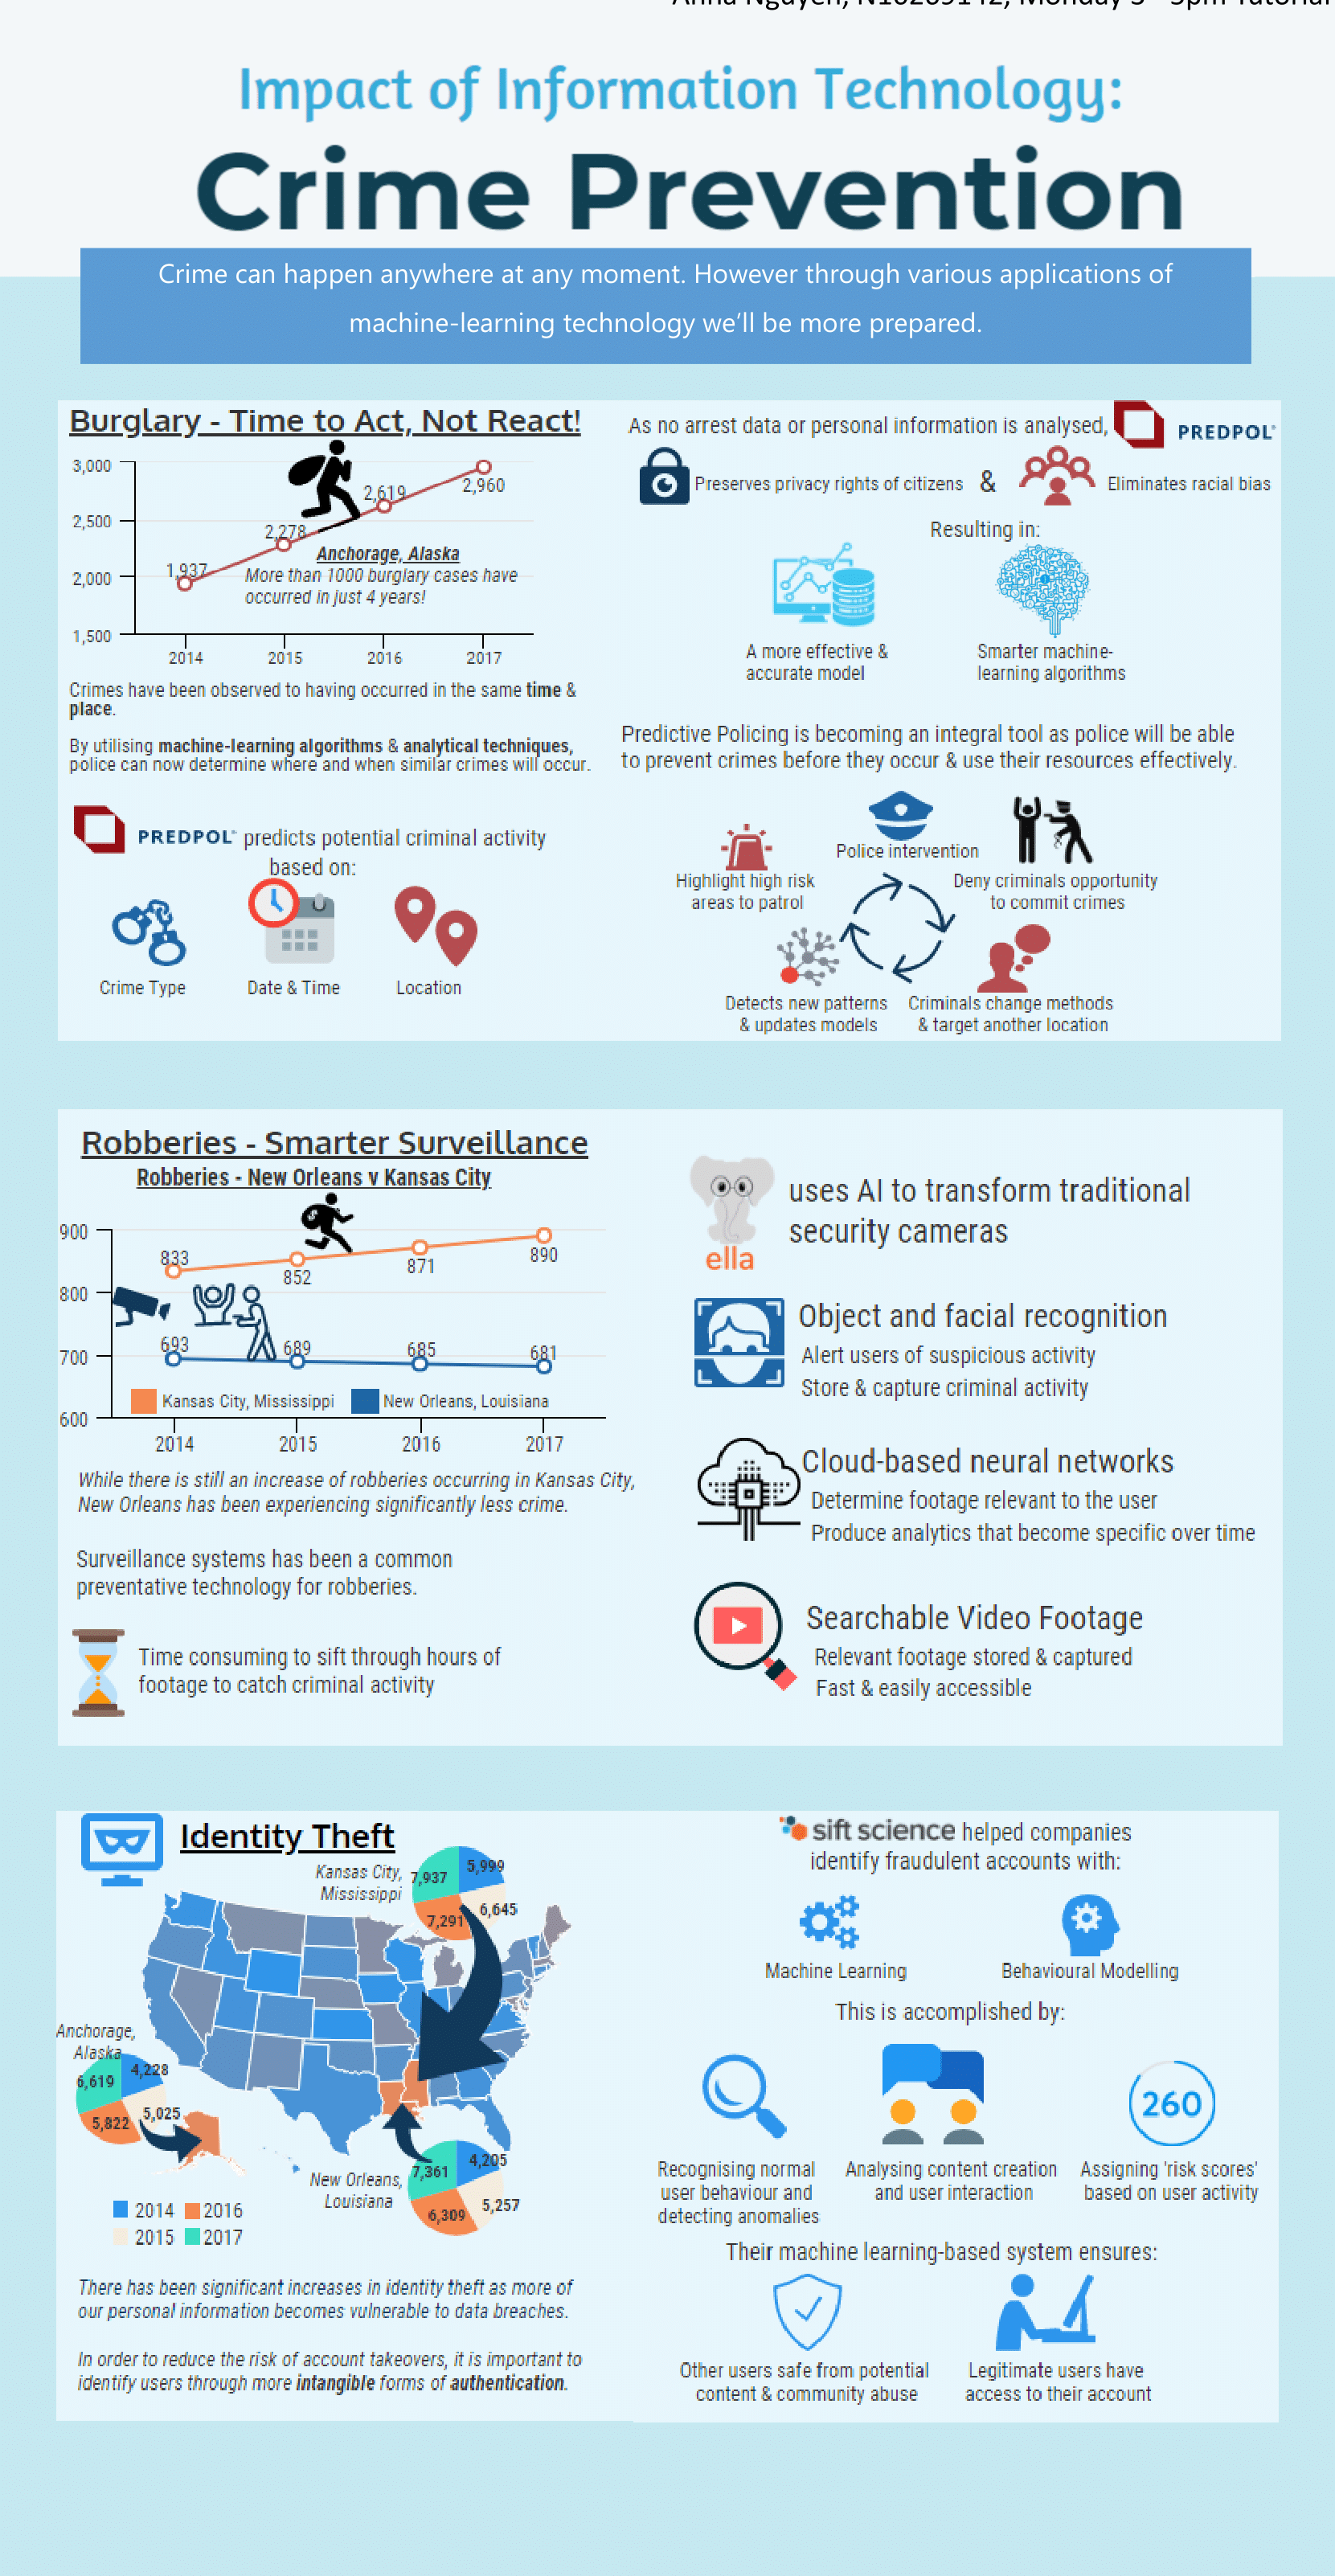 Impact of Information Technology:
Crime Prevention
Crime can happen anywhere at any moment. However through various applications of
machine-learning technology we'll be more prepared.
Burglary - Time to Act, Not React!
3,000
2,500
2,000
1,500
1,937
2,278
2,619
2,960
Anchorage, Alaska
More than 1000 burglary cases have
occurred in just 4 years!
2014
2015
2016
2017
Crimes have been observed to having occurred in the same time &
place.
By utilising machine-learning algorithms & analytical techniques,
police can now determine where and when similar crimes will occur.
PREDPOL predicts potential criminal activity
based on:
Crime Type
Date & Time
Location
As no arrest data or personal information is analysed, PREDPOL
Preserves privacy rights of citizens & Eliminates racial bias
Resulting in:
A more effective &
accurate model
Smarter machine-
learning algorithms
Predictive Policing is becoming an integral tool as police will be able
to prevent crimes before they occur & use their resources effectively.
Police intervention
Highlight high risk
areas to patrol
Deny criminals opportunity
to commit crimes
Detects new patterns
& updates models
Criminals change methods
& target another location
Robberies - Smarter Surveillance
Robberies - New Orleans v Kansas City
900
800
700
600
833
852
871
890
693
689
685
681
Kansas City, Mississippi
New Orleans, Louisiana
2014
2015
2016
2017
While there is still an increase of robberies occurring in Kansas City,
New Orleans has been experiencing significantly less crime.
Surveillance systems has been a common
preventative technology for robberies.
Time consuming to sift through hours of
footage to catch criminal activity
ella
uses AI to transform traditional
security cameras
Object and facial recognition
Alert users of suspicious activity
Store & capture criminal activity
Cloud-based neural networks
Determine footage relevant to the user
Produce analytics that become specific over time
Searchable Video Footage
Relevant footage stored & captured
Fast & easily accessible
Identity Theft
Kansas City,
Mississippi
7,937
5,999
6,645
7,291
Anchorage,
Alaska
6,619
4,228
5,025
5,822
New Orleans,
Louisiana
7,361
4,205
5,257
6,309
2014
2016
2015
2017
There has been significant increases in identity theft as more of
our personal information becomes vulnerable to data breaches.
In order to reduce the risk of account takeovers, it is important to
identify users through more intangible forms of authentication.
sift science helped companies
identify fraudulent accounts with:
Machine Learning
Behavioural Modelling
This is accomplished by:
260
Recognising normal
user behaviour and
detecting anomalies
Analysing content creation
and user interaction
Assigning 'risk scores'
based on user activity
Their machine learning-based system ensures:
Other users safe from potential
content & community abuse
Legitimate users have
access to their account